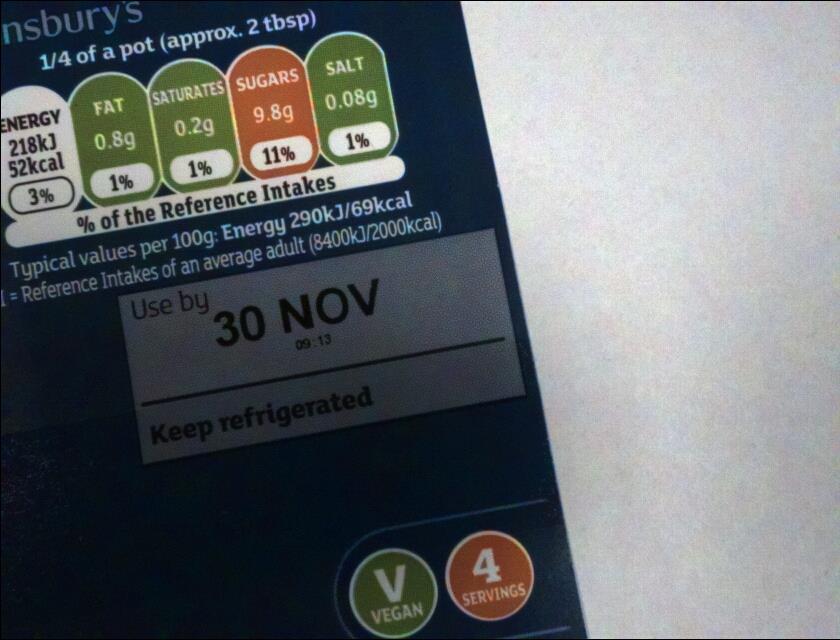 nsbury's
1/4 of a pot (approx. 2 tbsp)
ENERGY
218kJ
52kcal
3%
FAT
0.8g
1%
SATURATES
0.2g
1%
SUGARS
9.8g
11%
SALT
0.08g
1%
% of the Reference Intakes
Typical values per 100g: Energy 290kJ/69kcal
= Reference Intakes of an average adult (8400kJ/2000kcal)
Use by
30 NOV
09:13
Keep refrigerated
V
VEGAN
4
SERVINGS